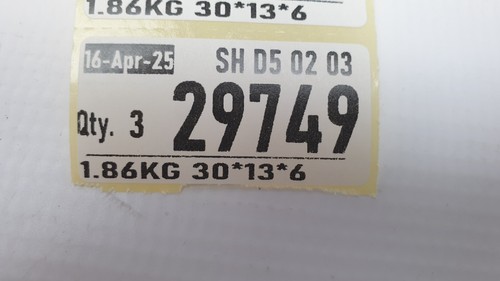 1.86KG 30*13*6
16-Apr-25 SH D5 02 03
Qty. 3 29749
1.86KG 30*13*6